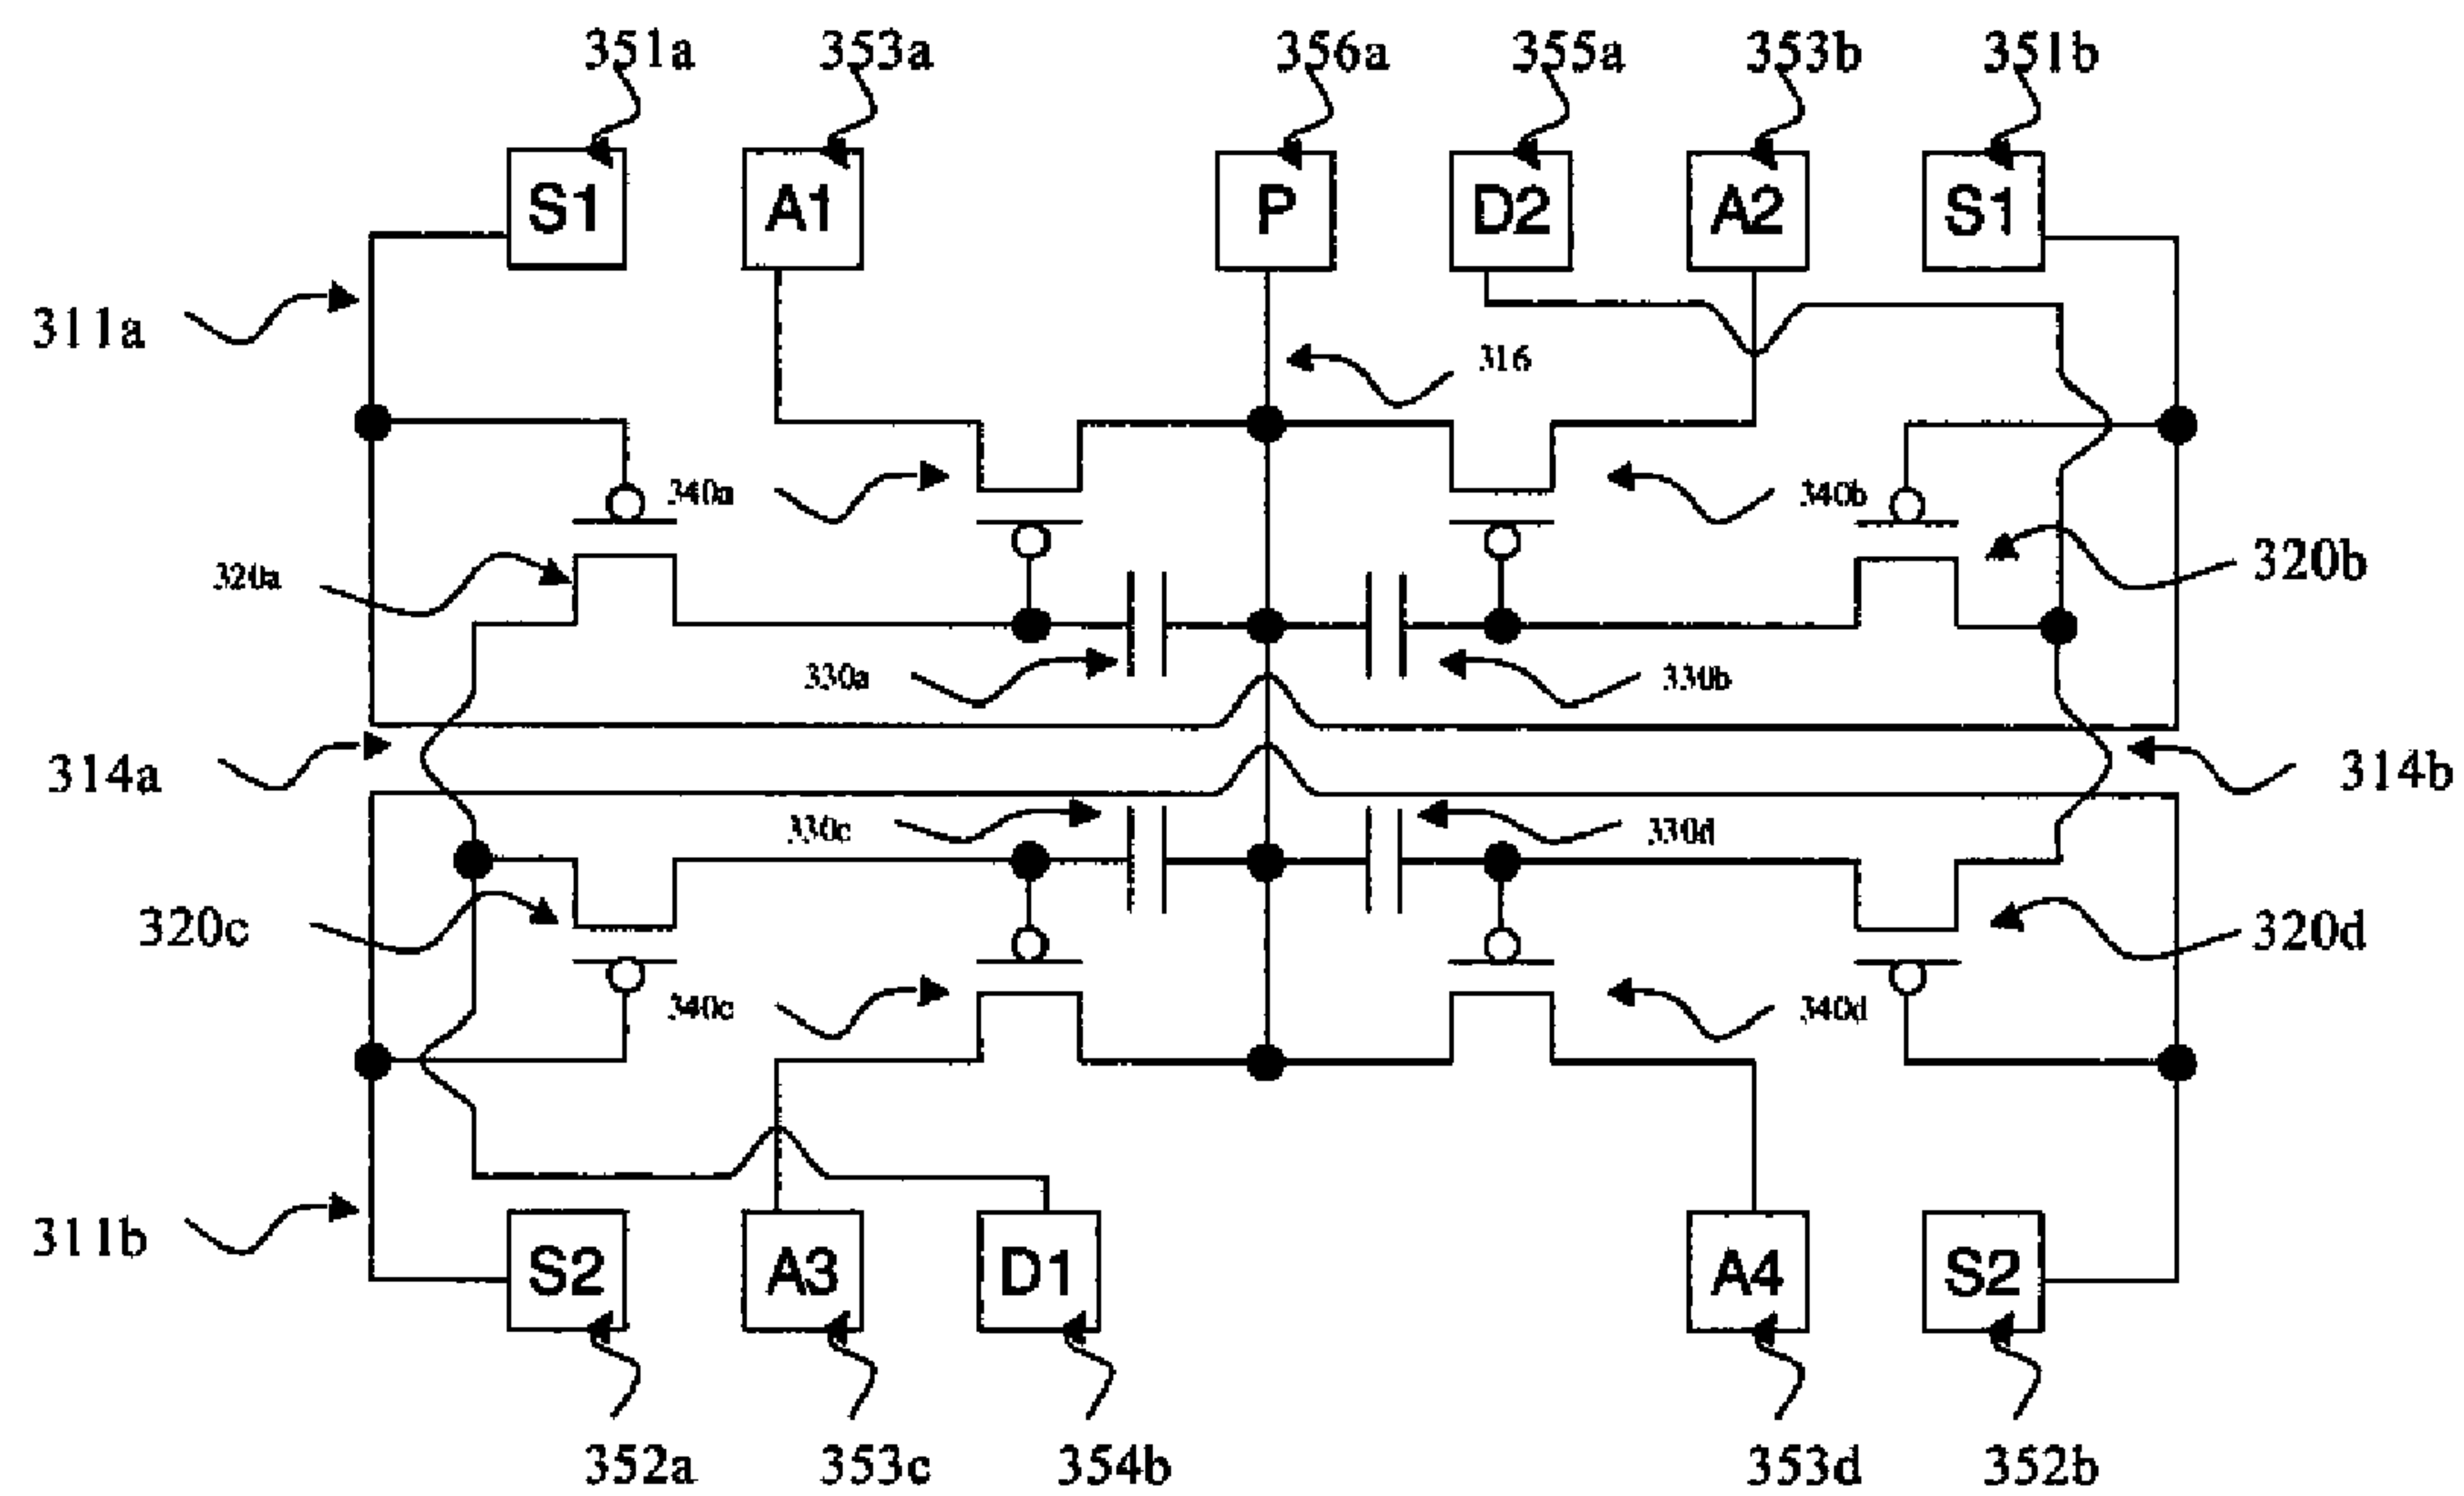 351a 353a 356a 355a 353b 351b
S1 A1 P D2 A2 S1
311a
316
340a 340b
320a 320b
330a 330b
314a 314b
330c 330d
320c 320d
340c 340d
311b
S2 A3 D1 A4 S2
352a 353c 354b 353d 352b